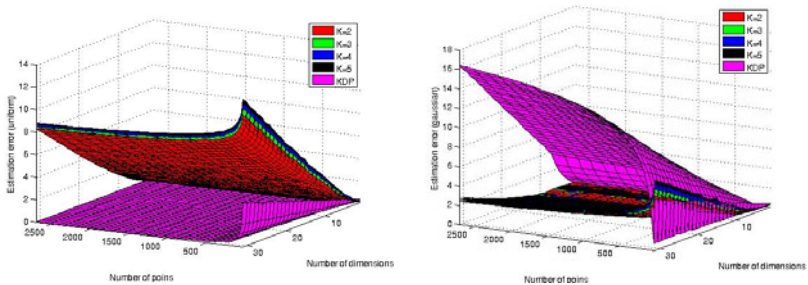 K=2
K=3
K=4
K=5
KDP
14
12
10
8
6
4
2
0
Estimation error (uniform)
2500
2000
1500
1000
500
Number of poins
30
20
10
Number of dimensions
K=2
K=3
K=4
K=5
KDP
18
16
14
12
10
8
6
4
2
0
Estimation error (gaussian)
2500
2000
1500
1000
500
Number of poins
30
20
10
Number of dimensions